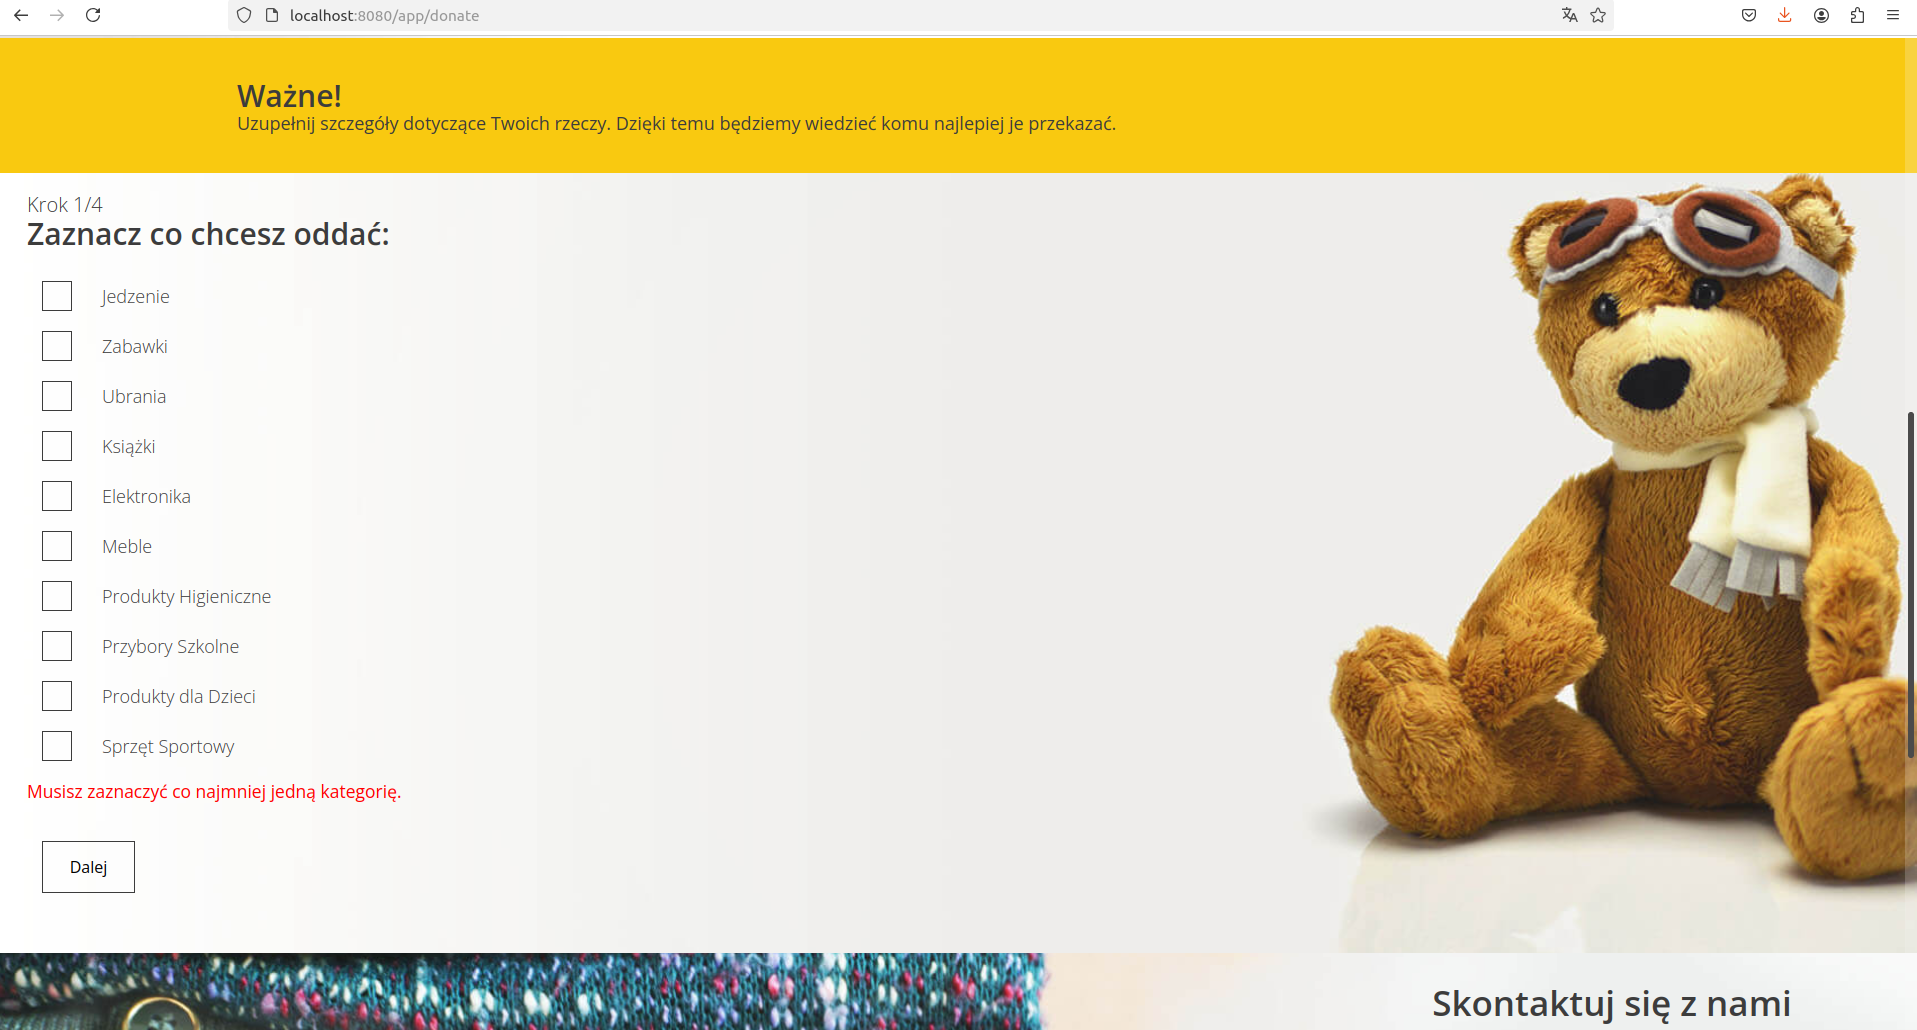 localhost:8080/app/donate
Ważne!
Uzupełnij szczegóły dotyczące Twoich rzeczy. Dzięki temu będziemy wiedzieć komu najlepiej je przekazać.
Krok 1/4
Zaznacz co chcesz oddać:
Jedzenie
Zabawki
Ubrania
Książki
Elektronika
Meble
Produkty Higieniczne
Przybory Szkolne
Produkty dla Dzieci
Sprzęt Sportowy
Musisz zaznaczyć co najmniej jedną kategorię.
Dalej
Skontaktuj się z nami